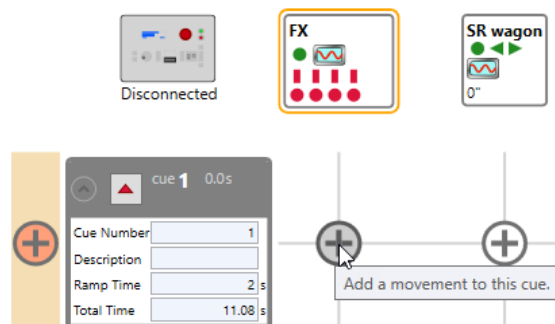 FX
SR wagon
0"
Disconnected
cue 1 0.0s
Cue Number 1
Description
Ramp Time 2 s
Total Time 11.08 s
Add a movement to this cue.